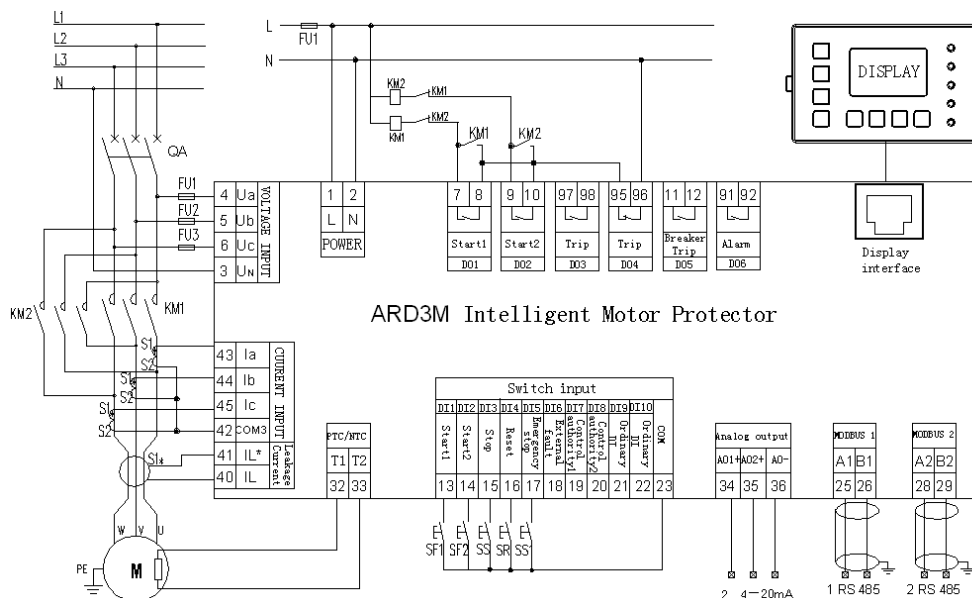 L1
L2
L3
N
QA
L
FU1
N
KM2
KM1
KM1
KM2
KM1
KM2
DISPLAY
FU1
FU2
FU3
4 Ua
5 Ub
6 Uc
3 UN
VOLTAGE INPUT
1 2
L N
POWER
7 8
Start1
DO1
9 10
Start2
DO2
97 98
Trip
DO3
95 96
Trip
DO4
11 12
Breaker
Trip
DO5
91 92
Alarm
DO6
Display
interface
KM2
KM1
ARD3M Intelligent Motor Protector
S1
S2
S1
S2
S1
S2
S1*
43 Ia
44 Ib
45 Ic
42 COM3
41 IL*
40 IL
CUURENT INPUT
Leakage
Current
PTC/NTC
T1 T2
32 33
Switch input
DI1 DI2 DI3 DI4 DI5 DI6 DI7 DI8 DI9 DI10
Start1
Start2
Stop
Reset
Emergency
stop
External
fault
Control
authority1
Control
authority2
Ordinary
DI
Ordinary
DI
COM
13 14 15 16 17 18 19 20 21 22 23
SF1 SF2 SS SR SS1
Analog output
AO1+ AO2+ AO-
34 35 36
2 4—20mA
MODBUS 1
A1 B1
25 26
1 RS 485
MODBUS 2
A2 B2
28 29
2 RS 485
W V U
PE
M